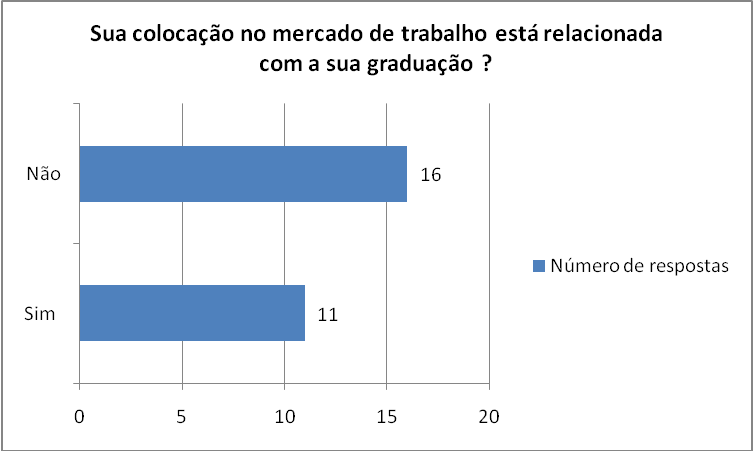 Sua colocação no mercado de trabalho está relacionada
com a sua graduação ?
Não
16
Sim
11
Número de respostas
0 5 10 15 20